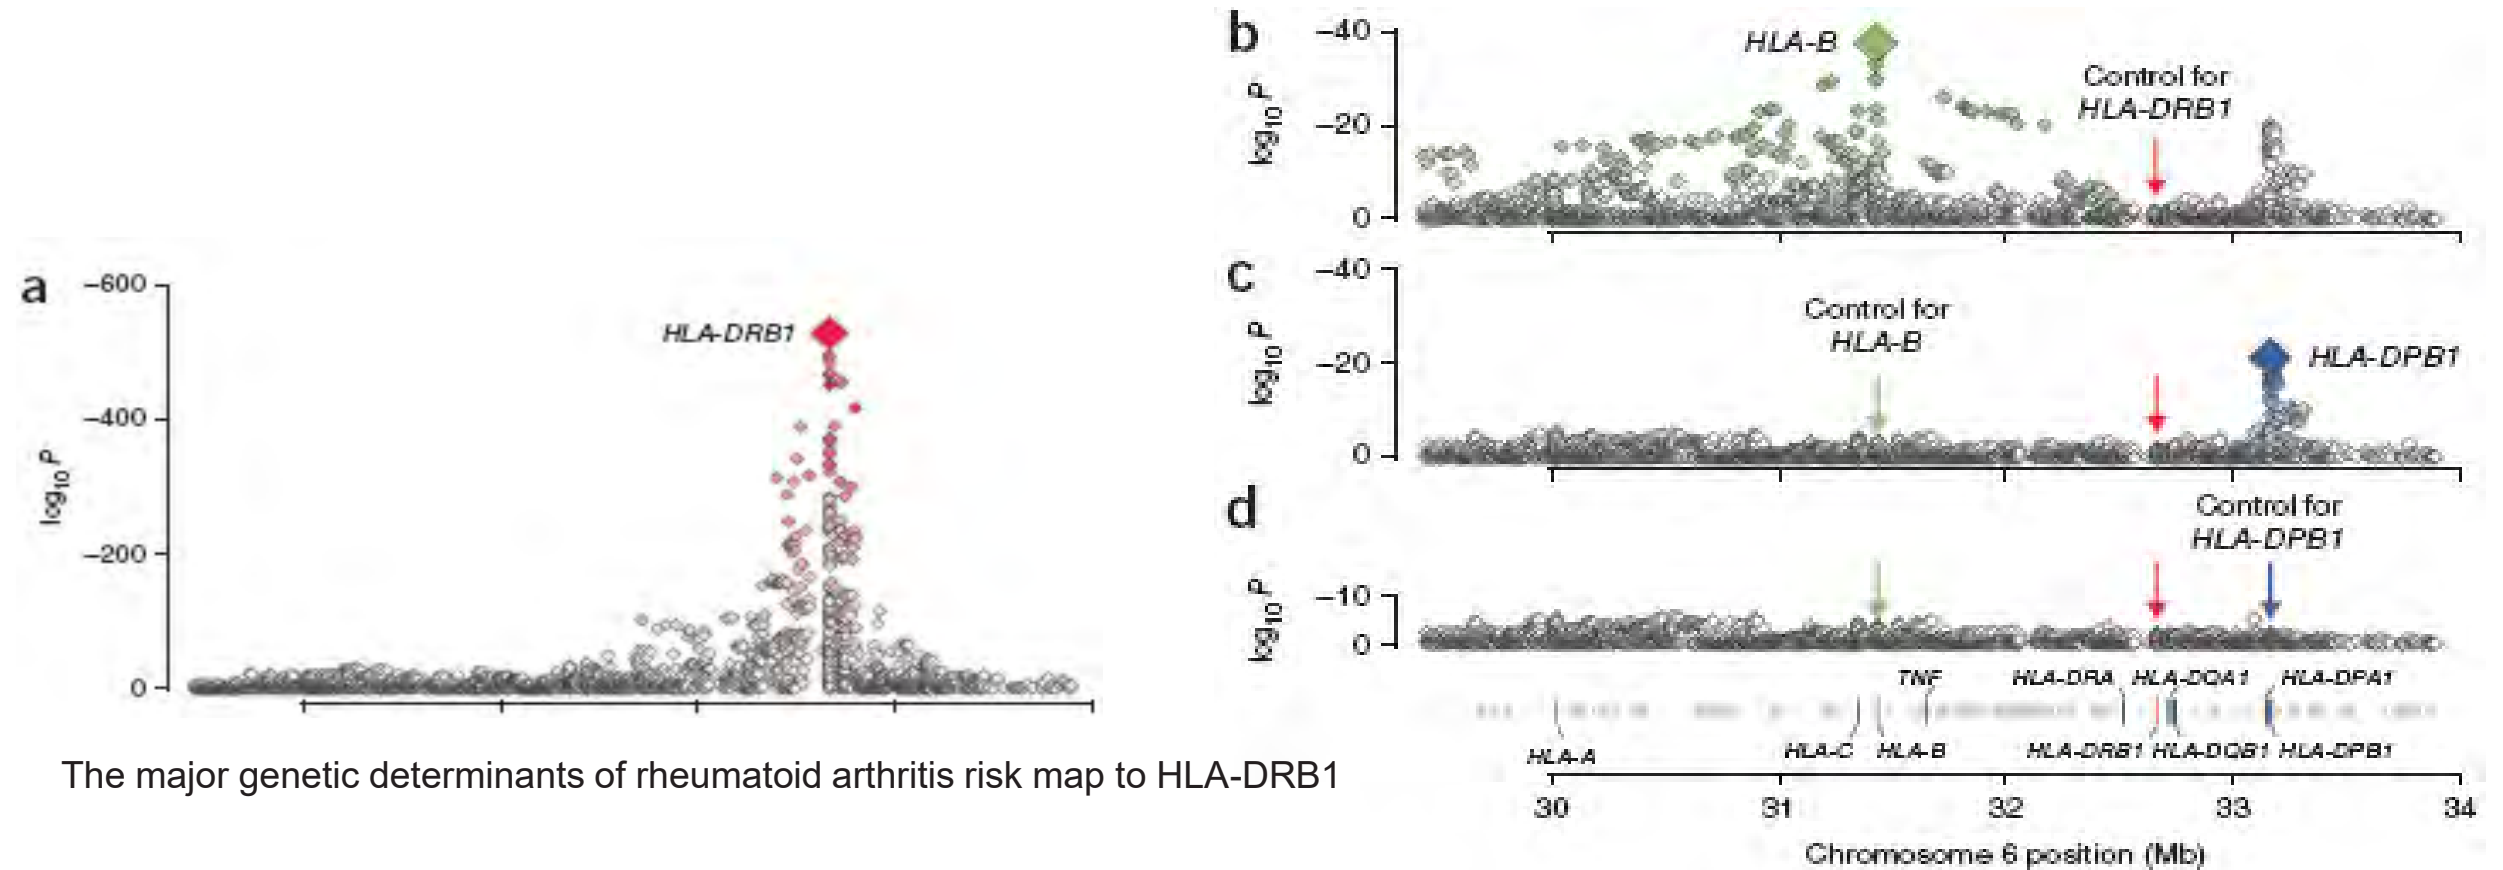 a
−600
−400
−200
0
log10 P
HLA-DRB1
The major genetic determinants of rheumatoid arthritis risk map to HLA-DRB1
b
−40
−20
0
log10 P
HLA-B
Control for
HLA-DRB1
c
−40
−20
0
log10 P
Control for
HLA-B
HLA-DPB1
d
−10
0
log10 P
Control for
HLA-DPB1
TNF HLA-DRA HLA-DQA1 HLA-DPA1
HLA-A HLA-C HLA-B HLA-DRB1 HLA-DQB1 HLA-DPB1
30 31 32 33 34
Chromosome 6 position (Mb)